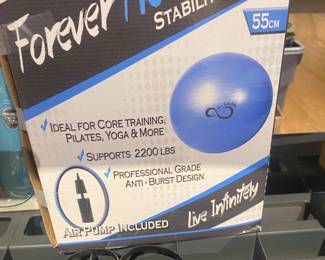 Forever
STABILI
55CM
IDEAL FOR CORE TRAINING,
PILATES, YOGA & MORE
SUPPORTS 2200 LBS
PROFESSIONAL GRADE
ANTI-BURST DESIGN
AIR PUMP INCLUDED
Live Infinitely